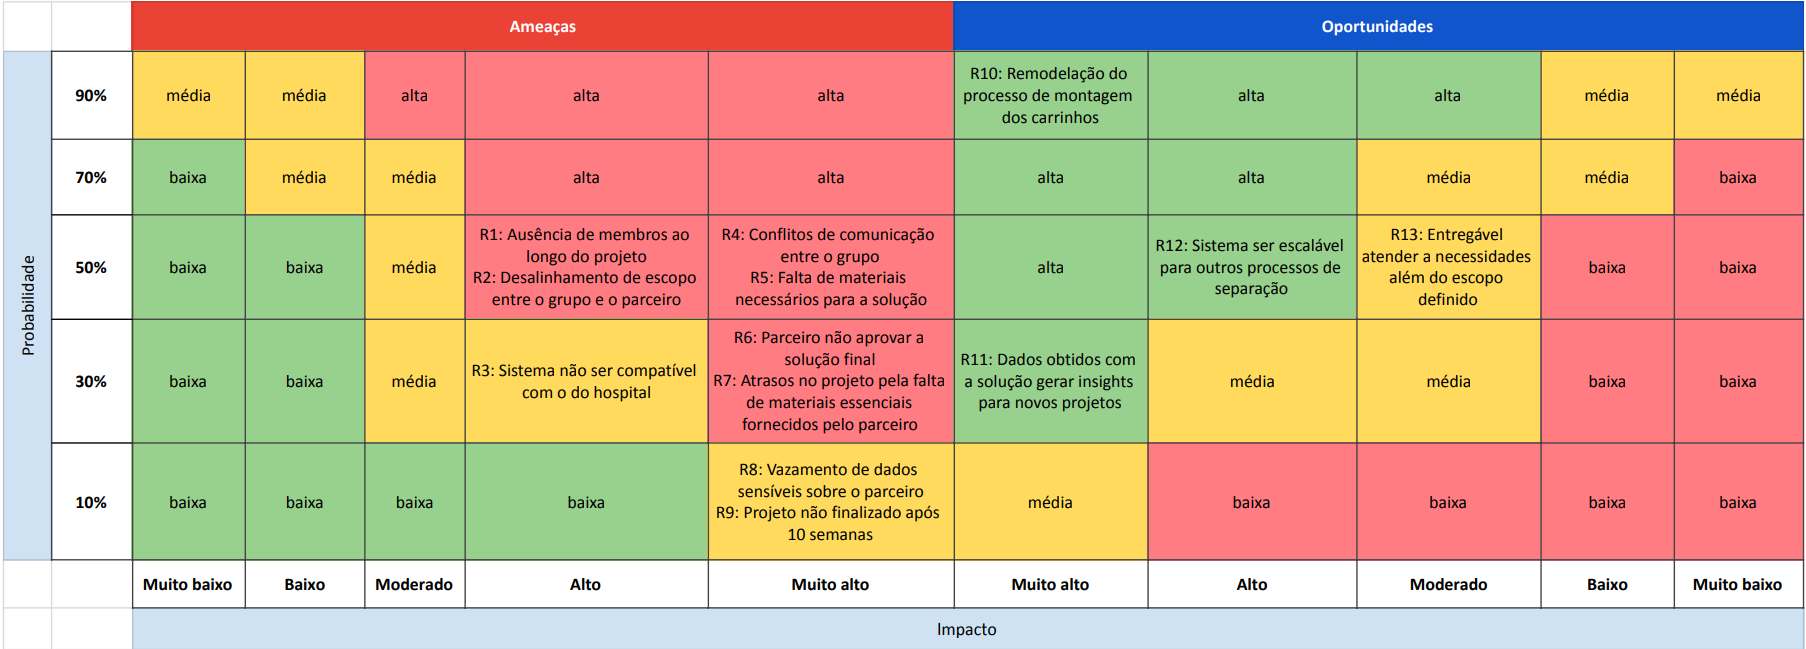 Ameaças Oportunidades
90% média média alta alta alta R10: Remodelação do processo de montagem dos carrinhos alta alta média média
70% baixa média média alta alta alta alta média média baixa
Probabilidade
50% baixa baixa média R1: Ausência de membros ao longo do projeto R2: Desalinhamento de escopo entre o grupo e o parceiro R4: Conflitos de comunicação entre o grupo R5: Falta de materiais necessários para a solução alta R12: Sistema ser escalável para outros processos de separação R13: Entregável atender a necessidades além do escopo definido baixa baixa
30% baixa baixa média R3: Sistema não ser compatível com o do hospital R6: Parceiro não aprovar a solução final R7: Atrasos no projeto pela falta de materiais essenciais fornecidos pelo parceiro R11: Dados obtidos com a solução gerar insights para novos projetos média média baixa baixa
10% baixa baixa baixa baixa R8: Vazamento de dados sensíveis sobre o parceiro R9: Projeto não finalizado após 10 semanas média baixa baixa baixa baixa
Muito baixo Baixo Moderado Alto Muito alto Muito alto Alto Moderado Baixo Muito baixo
Impacto